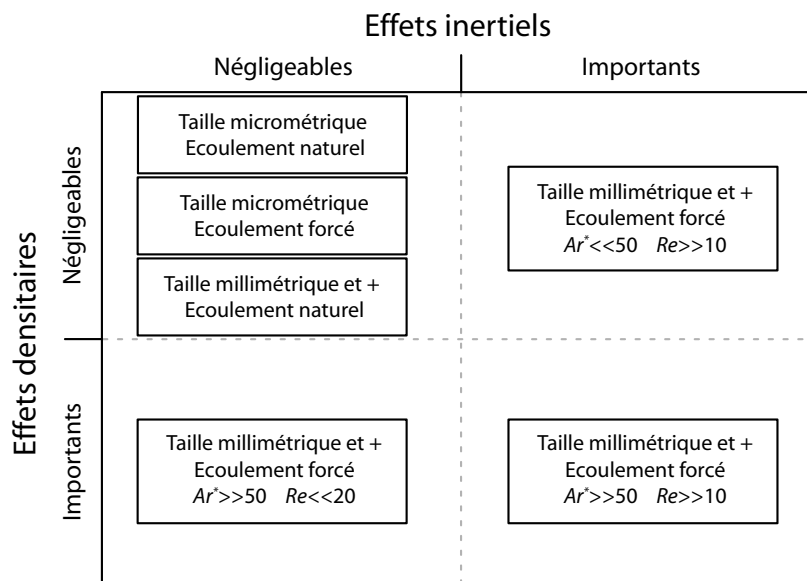 Effets inertiels
Négligeables
Importants
Effets densitaires
Négligeables
Taille micrométrique
Ecoulement naturel
Taille micrométrique
Ecoulement forcé
Taille millimétrique et +
Ecoulement naturel
Taille millimétrique et +
Ecoulement forcé
Ar*<<50 Re>>10
Importants
Taille millimétrique et +
Ecoulement forcé
Ar*>>50 Re<<20
Taille millimétrique et +
Ecoulement forcé
Ar*>>50 Re>>10